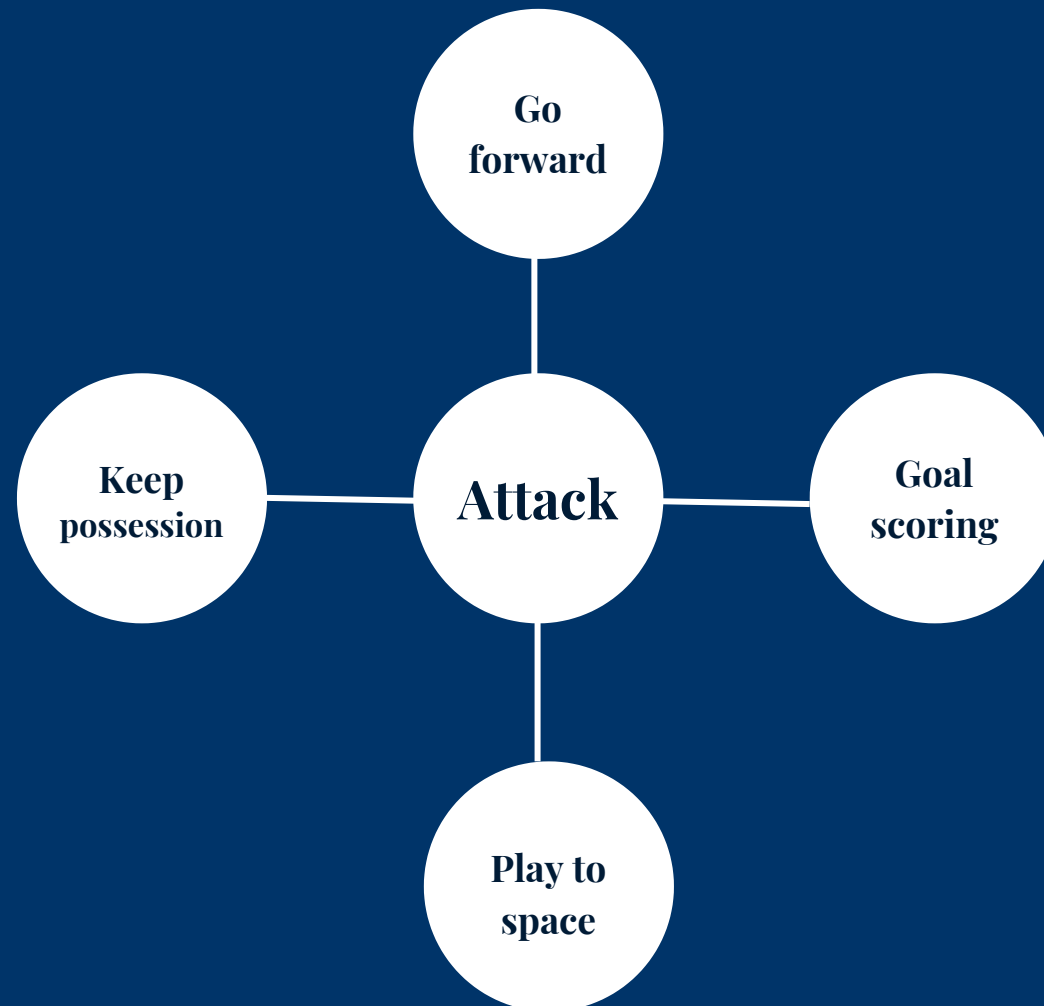 Go
forward
Keep
possession
Attack
Goal
scoring
Play to
space